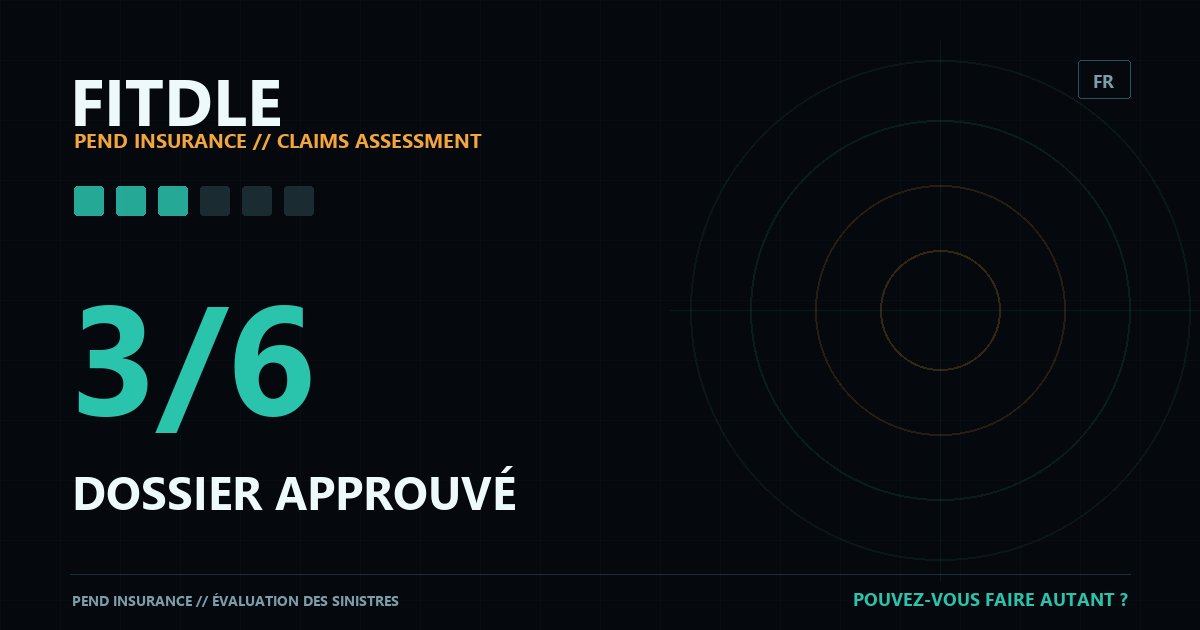 FITDLE
FR
PEND INSURANCE // CLAIMS ASSESSMENT
3/6
DOSSIER APPROUVÉ
PEND INSURANCE // ÉVALUATION DES SINISTRES
POUVEZ-VOUS FAIRE AUTANT ?